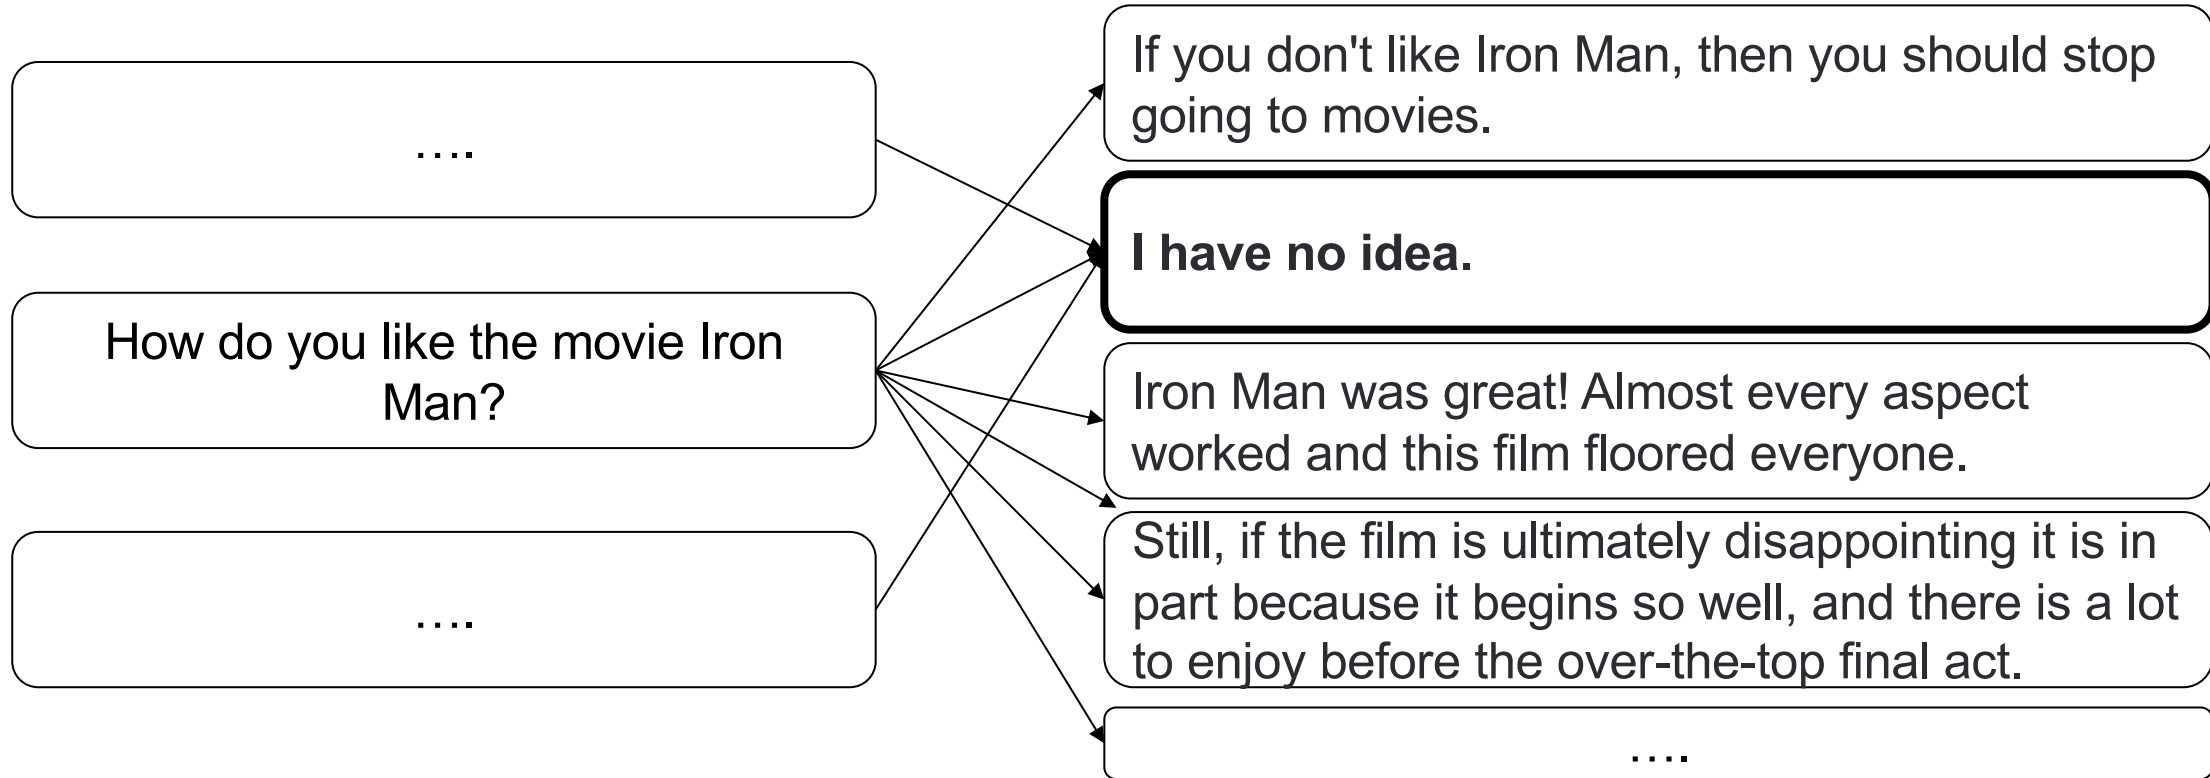 ….
How do you like the movie Iron
Man?
….
If you don't like Iron Man, then you should stop
going to movies.
I have no idea.
Iron Man was great! Almost every aspect
worked and this film floored everyone.
Still, if the film is ultimately disappointing it is in
part because it begins so well, and there is a lot
to enjoy before the over-the-top final act.
….